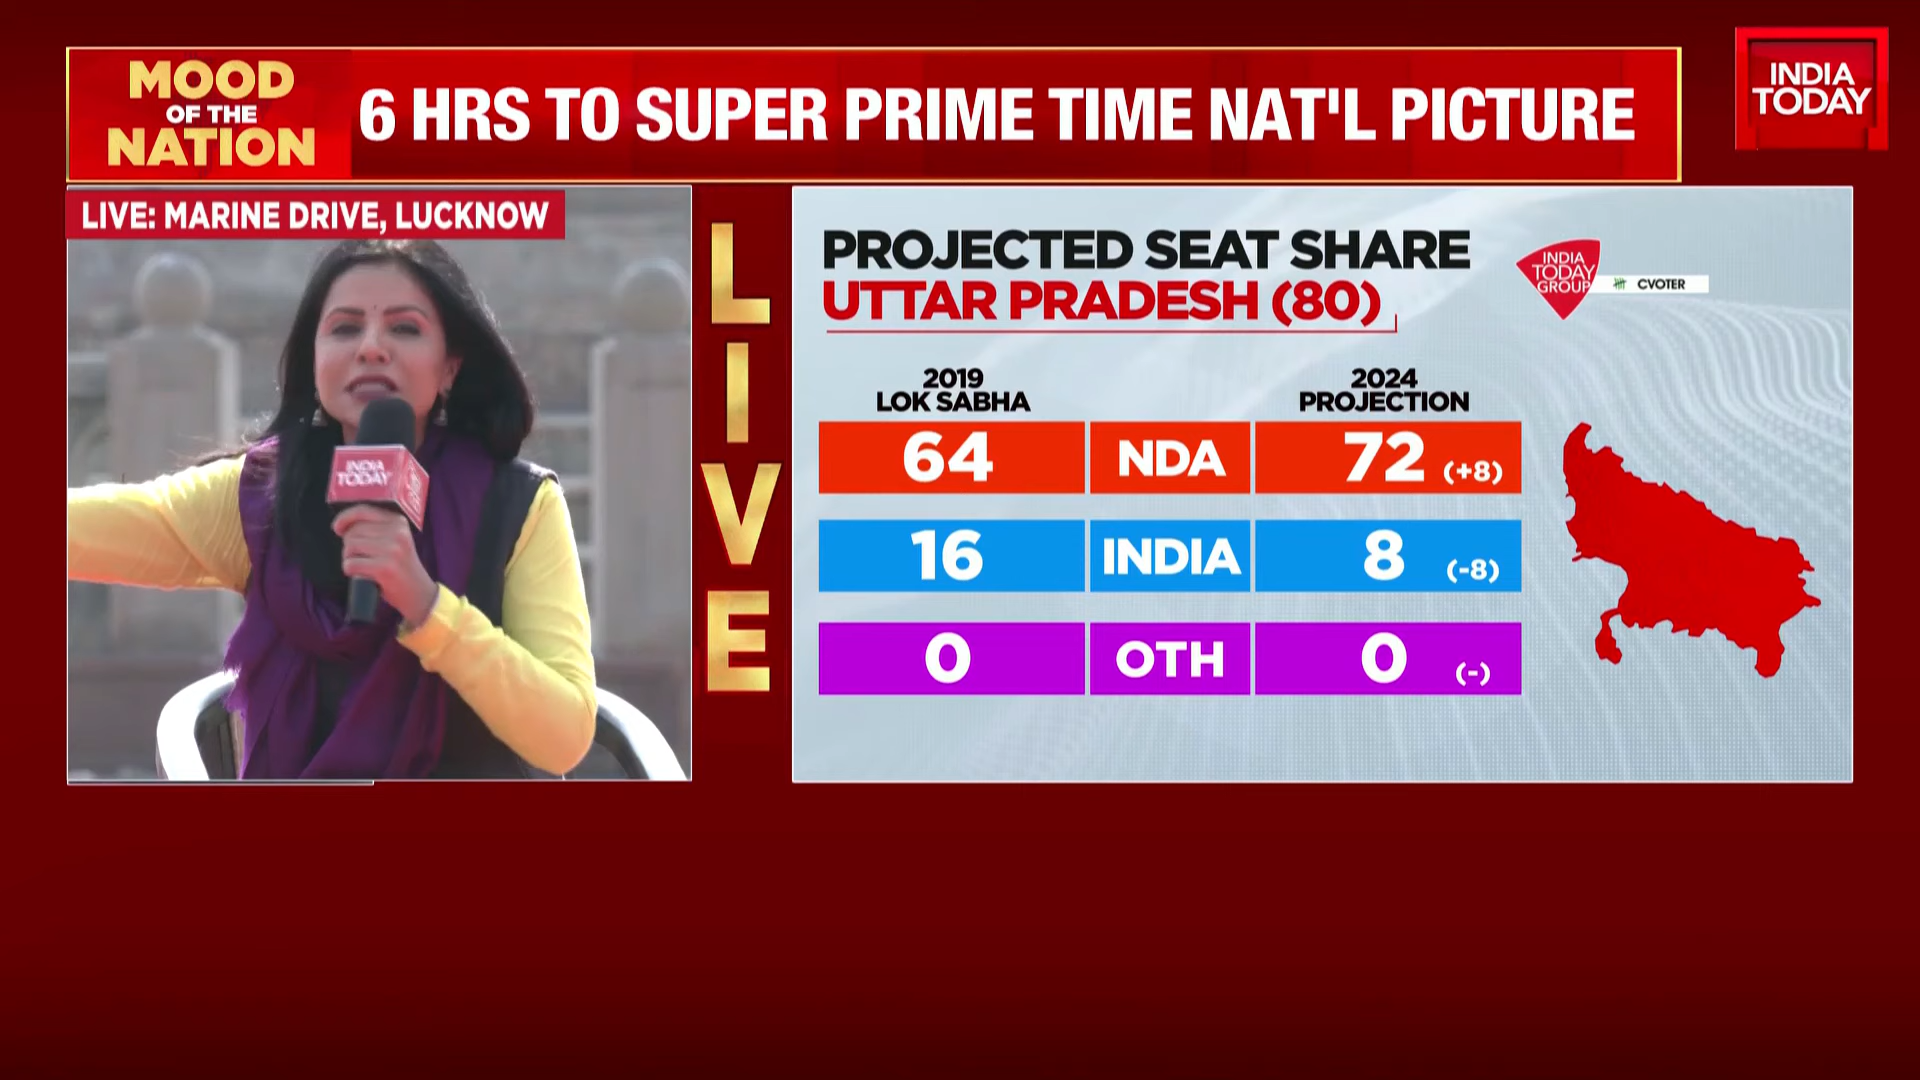 MOOD
OF THE
NATION
6 HRS TO SUPER PRIME TIME NAT'L PICTURE
INDIA
TODAY
LIVE: MARINE DRIVE, LUCKNOW
INDIA
TODAY
LIVE
PROJECTED SEAT SHARE
UTTAR PRADESH (80)
INDIA
TODAY
GROUP
CVOTER
2019
LOK SABHA
2024
PROJECTION
64 NDA 72 (+8)
16 INDIA 8 (-8)
0 OTH 0 (-)